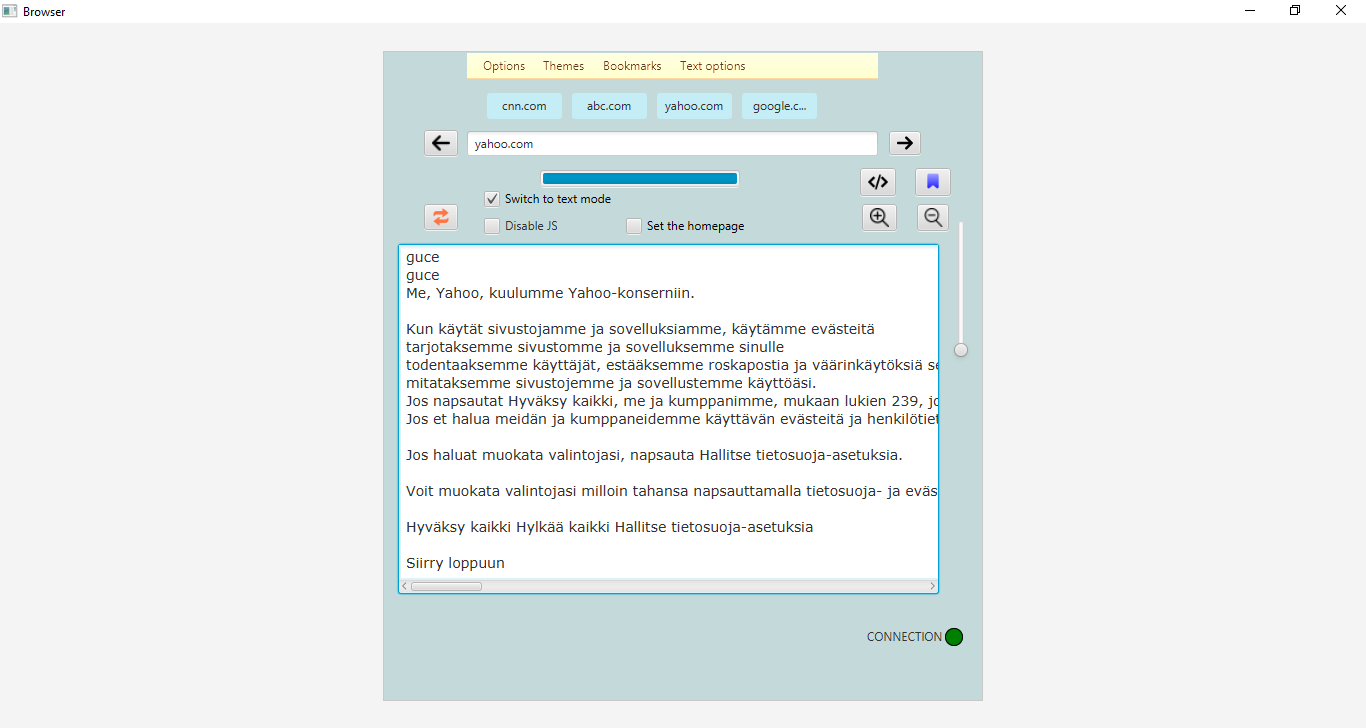 Browser
Options Themes Bookmarks Text options
cnn.com abc.com yahoo.com google.c...
yahoo.com
</>
Switch to text mode
Disable JS Set the homepage
guce
guce
Me, Yahoo, kuulumme Yahoo-konserniin.
Kun käytät sivustojamme ja sovelluksiamme, käytämme evästeitä
tarjotaksemme sivustomme ja sovelluksemme sinulle
todentaaksemme käyttäjät, estääksemme roskapostia ja väärinkäytöksiä
mitataksemme sivustojemme ja sovellustemme käyttöäsi.
Jos napsautat Hyväksy kaikki, me ja kumppanimme, mukaan lukien 239,
Jos et halua meidän ja kumppaneidemme käyttävän evästeitä ja
Jos haluat muokata valintojasi, napsauta Hallitse tietosuoja-asetuksia.
Voit muokata valintojasi milloin tahansa napsauttamalla tietosuoja- ja
Hyväksy kaikki Hylkää kaikki Hallitse tietosuoja-asetuksia
Siirry loppuun
CONNECTION